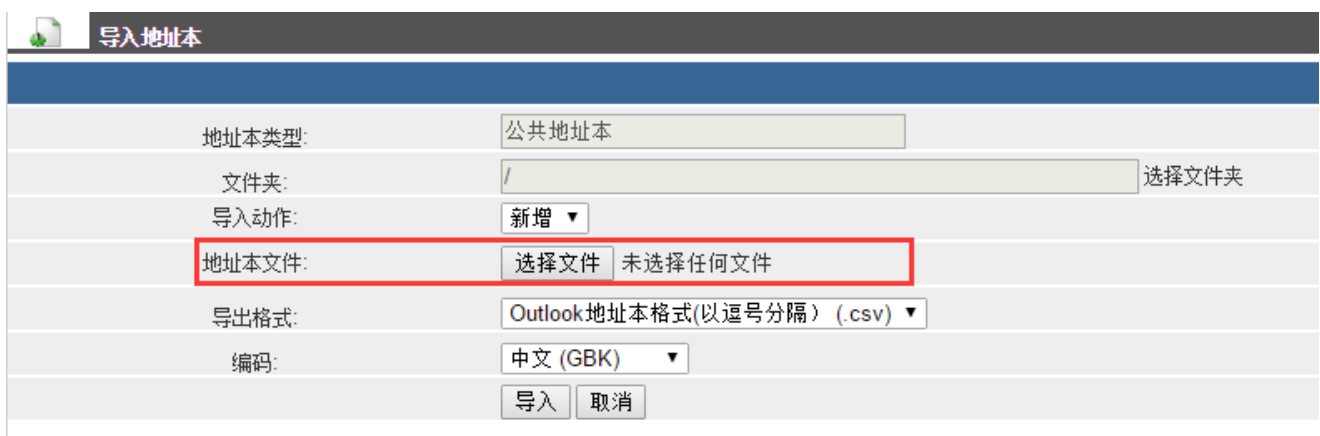 导入地址本
地址本类型: 公共地址本
文件夹: / 选择文件夹
导入动作: 新增 ▼
地址本文件: 选择文件 未选择任何文件
导出格式: Outlook地址本格式(以逗号分隔） (.csv) ▼
编码: 中文 (GBK) ▼
导入 取消